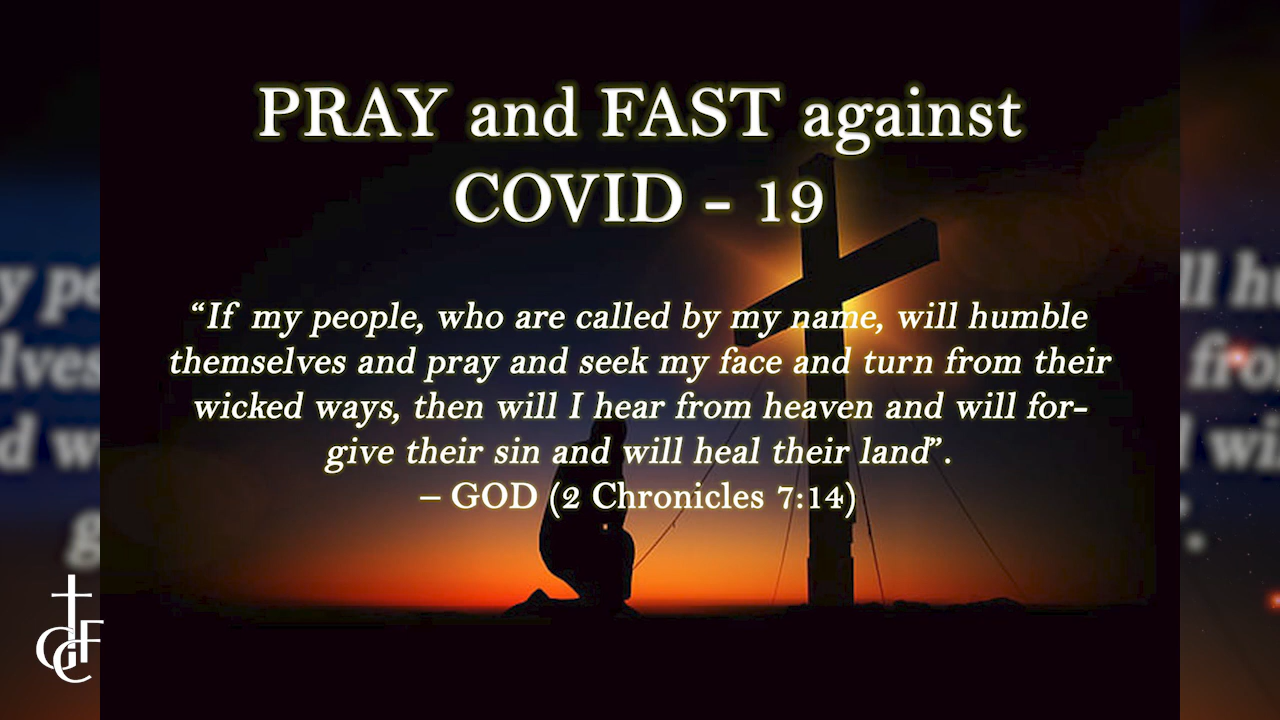 PRAY and FAST against
COVID - 19
“If my people, who are called by my name, will humble
themselves and pray and seek my face and turn from their
wicked ways, then will I hear from heaven and will for-
give their sin and will heal their land”.
– GOD (2 Chronicles 7:14)